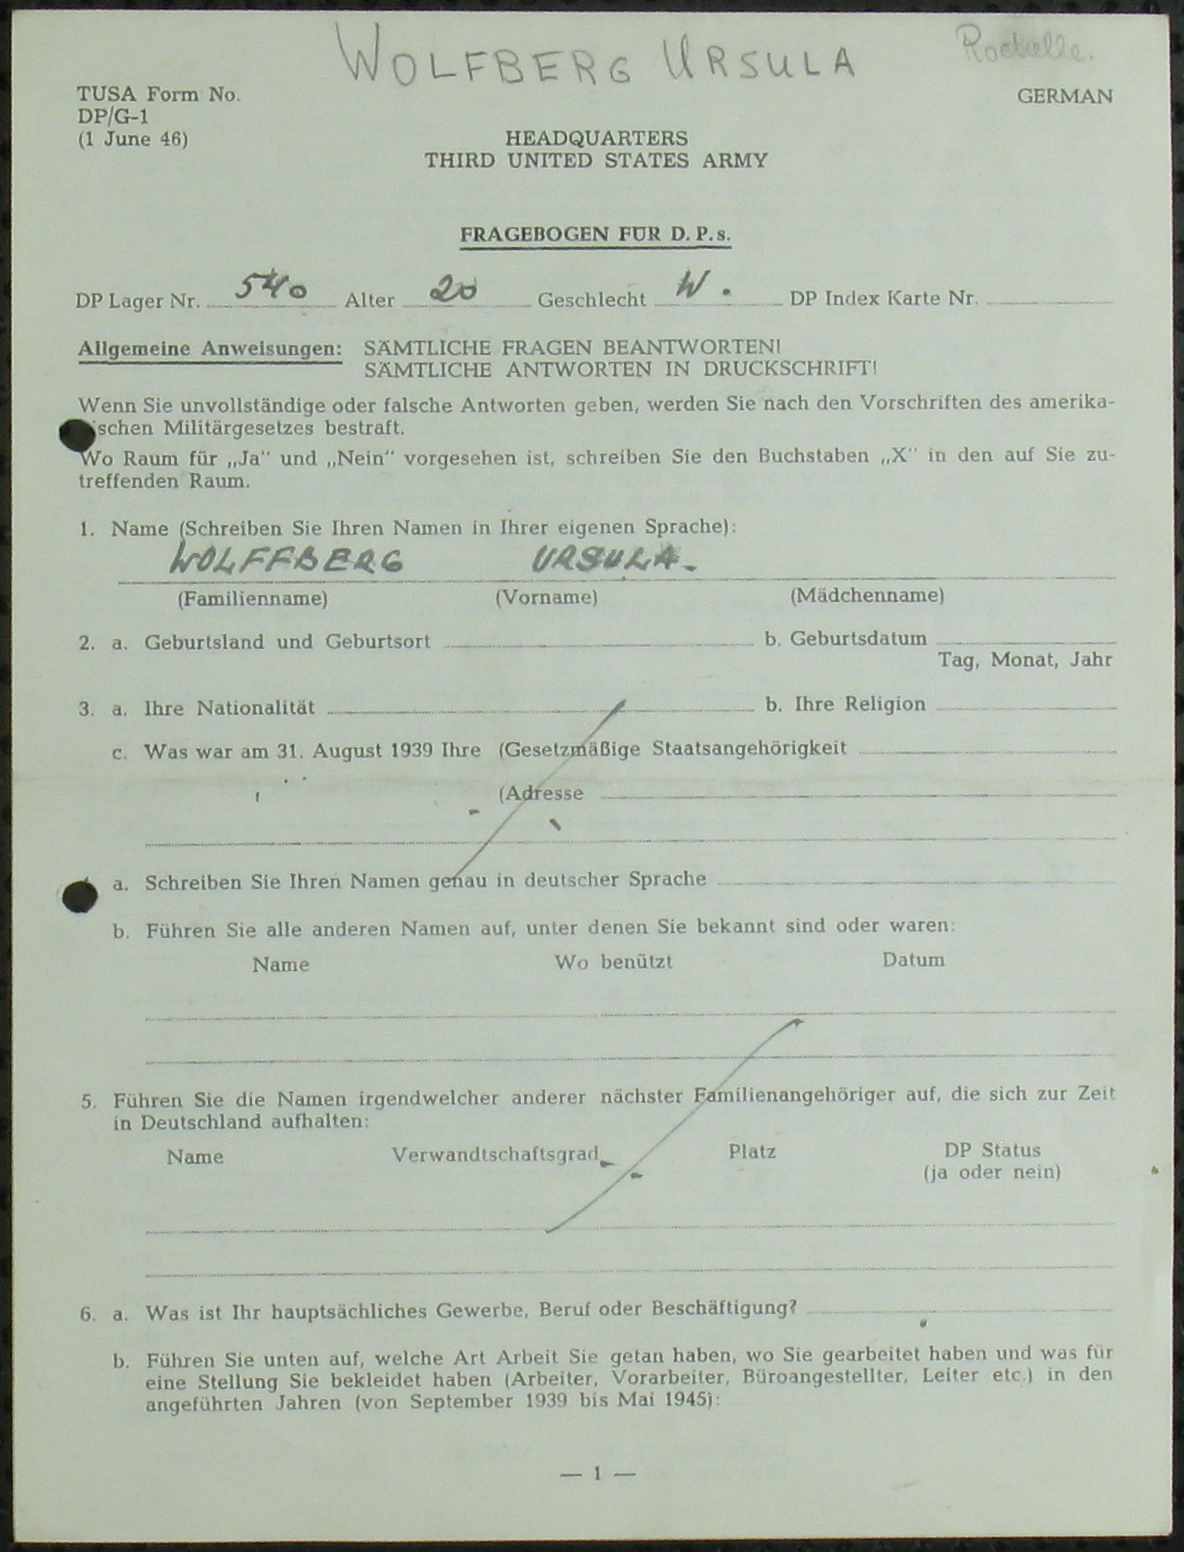 WOLFBERG URSULA
TUSA Form No.
DP/G-1
(1 June 46)
GERMAN
HEADQUARTERS
THIRD UNITED STATES ARMY
FRAGEBOGEN FÜR D. P. s.
DP Lager Nr. 540 Alter 20 Geschlecht W. DP Index Karte Nr.
Allgemeine Anweisungen: SÄMTLICHE FRAGEN BEANTWORTEN!
SÄMTLICHE ANTWORTEN IN DRUCKSCHRIFT!
Wenn Sie unvollständige oder falsche Antworten geben, werden Sie nach den Vorschriften des amerika-
ischen Militärgesetzes bestraft.
Wo Raum für „Ja" und „Nein" vorgesehen ist, schreiben Sie den Buchstaben „X" in den auf Sie zu-
treffenden Raum.
1. Name (Schreiben Sie Ihren Namen in Ihrer eigenen Sprache):
WOLFFBERG URSULA.
(Familienname) (Vorname) (Mädchenname)
2. a. Geburtsland und Geburtsort b. Geburtsdatum
Tag, Monat, Jahr
3. a. Ihre Nationalität b. Ihre Religion
c. Was war am 31. August 1939 Ihre (Gesetzmäßige Staatsangehörigkeit
(Adresse
a. Schreiben Sie Ihren Namen genau in deutscher Sprache
b. Führen Sie alle anderen Namen auf, unter denen Sie bekannt sind oder waren:
Name Wo benützt Datum
5. Führen Sie die Namen irgendwelcher anderer nächster Familienangehöriger auf, die sich zur Zeit
in Deutschland aufhalten:
Name Verwandtschaftsgrad Platz DP Status
(ja oder nein)
6. a. Was ist Ihr hauptsächliches Gewerbe, Beruf oder Beschäftigung?
b. Führen Sie unten auf, welche Art Arbeit Sie getan haben, wo Sie gearbeitet haben und was für
eine Stellung Sie bekleidet haben (Arbeiter, Vorarbeiter, Büroangestellter, Leiter etc.) in den
angeführten Jahren (von September 1939 bis Mai 1945):
— 1 —